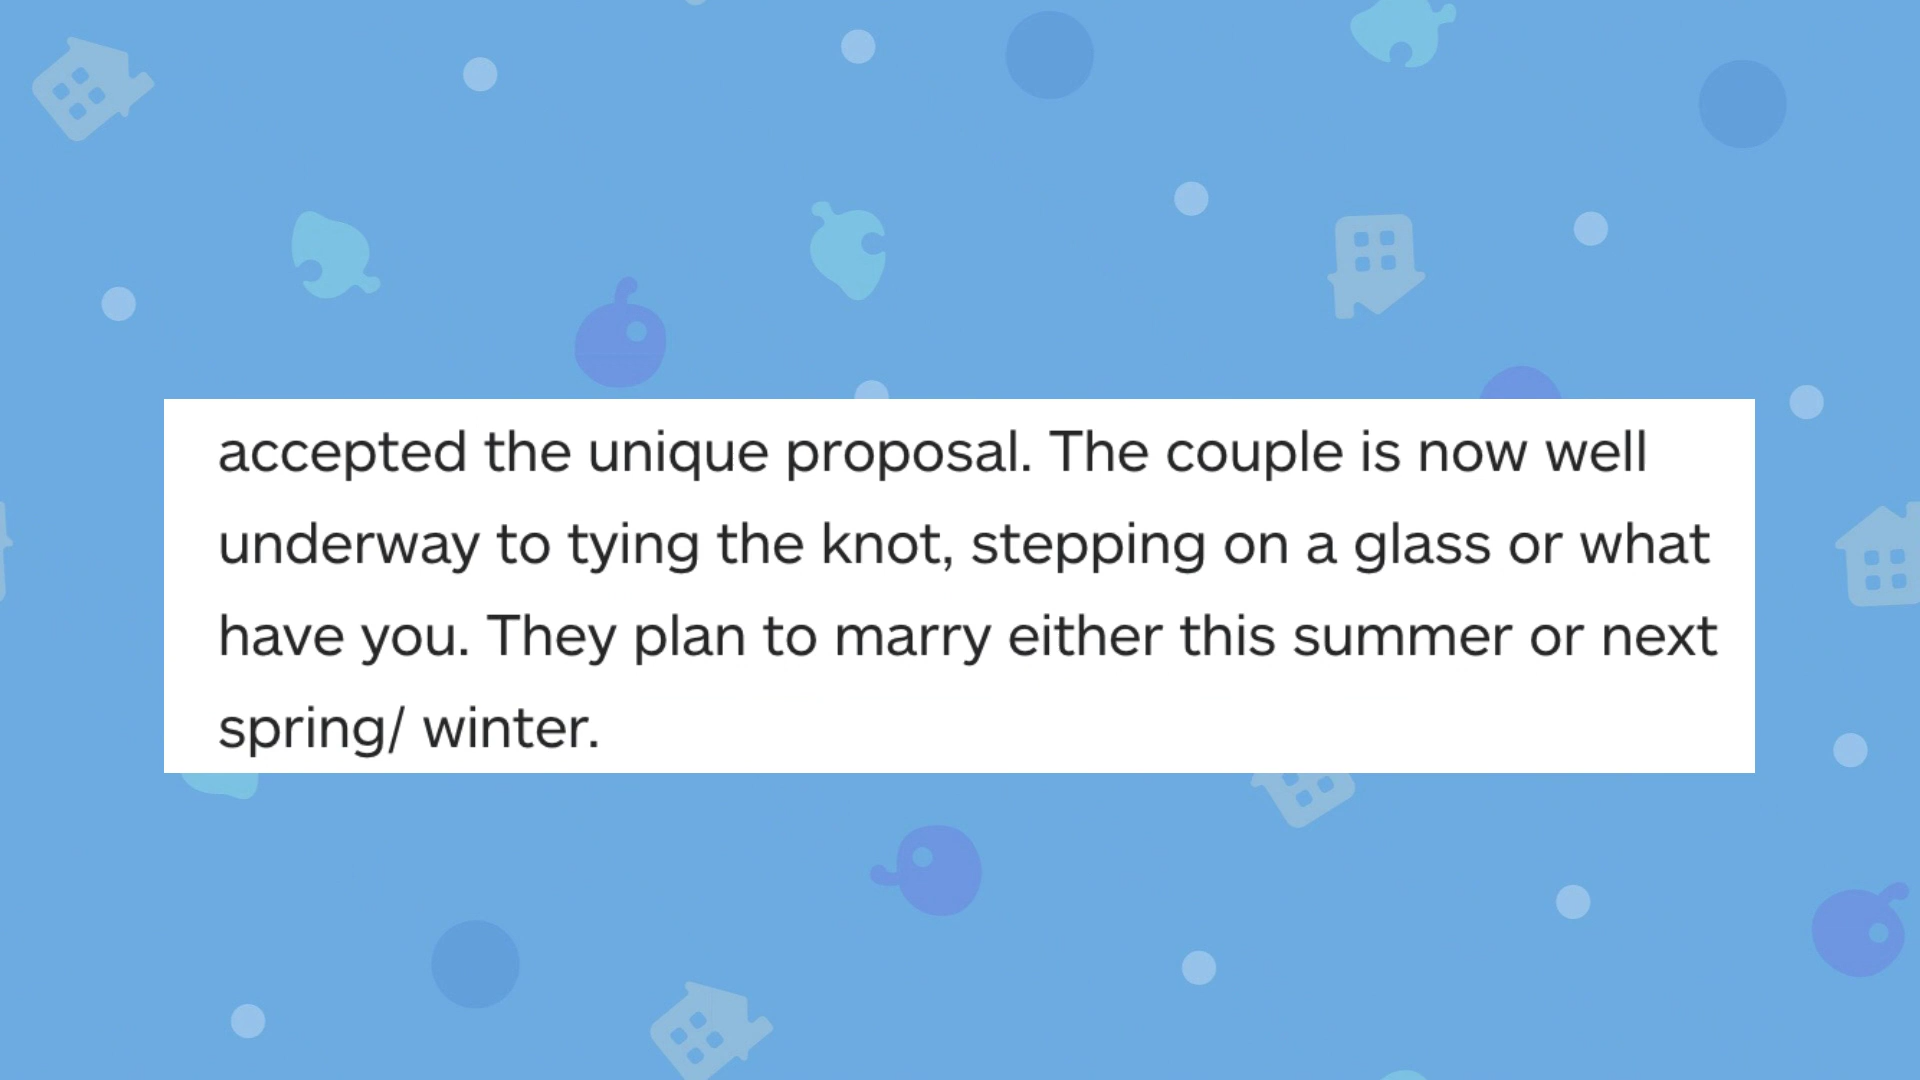 accepted the unique proposal. The couple is now well
underway to tying the knot, stepping on a glass or what
have you. They plan to marry either this summer or next
spring/ winter.